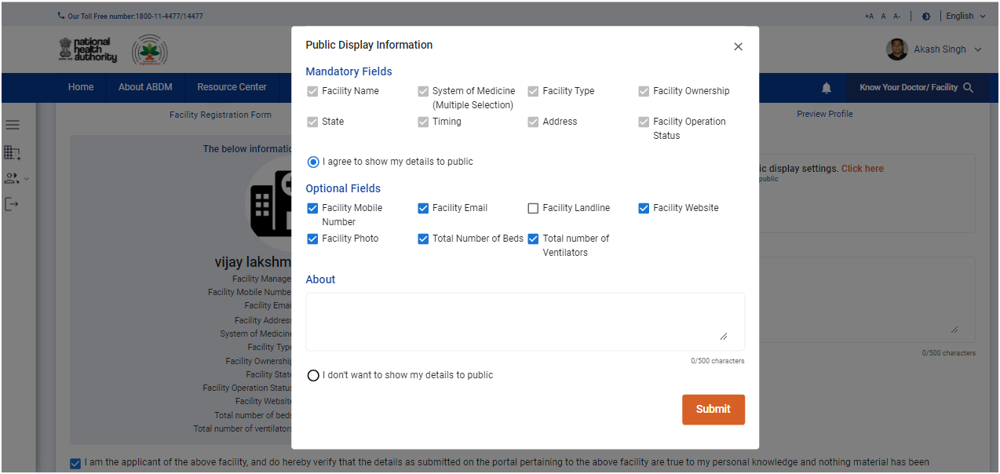 Our Toll Free number:1800-11-4477/14477
+A A A- English
national
health
authority
Akash Singh
Home About ABDM Resource Center
Know Your Doctor/ Facility
Facility Registration Form
Preview Profile
The below informatio
ic display settings. Click here
public
vijay lakshm
Facility Manage
Facility Mobile Numbe
Facility Emai
Facility Address
System of Medicine
Facility Type
Facility Ownership
Facility State
Facility Operation Status
Facility Website
Total number of beds
Total number of ventilators
0/500 characters
Public Display Information
Mandatory Fields
Facility Name
System of Medicine
(Multiple Selection)
Facility Type
Facility Ownership
State
Timing
Address
Facility Operation
Status
I agree to show my details to public
Optional Fields
Facility Mobile
Number
Facility Email
Facility Landline
Facility Website
Facility Photo
Total Number of Beds
Total number of
Ventilators
About
0/500 characters
I don't want to show my details to public
Submit
I am the applicant of the above facility, and do hereby verify that the details as submitted on the portal pertaining to the above facility are true to my personal knowledge and nothing material has been